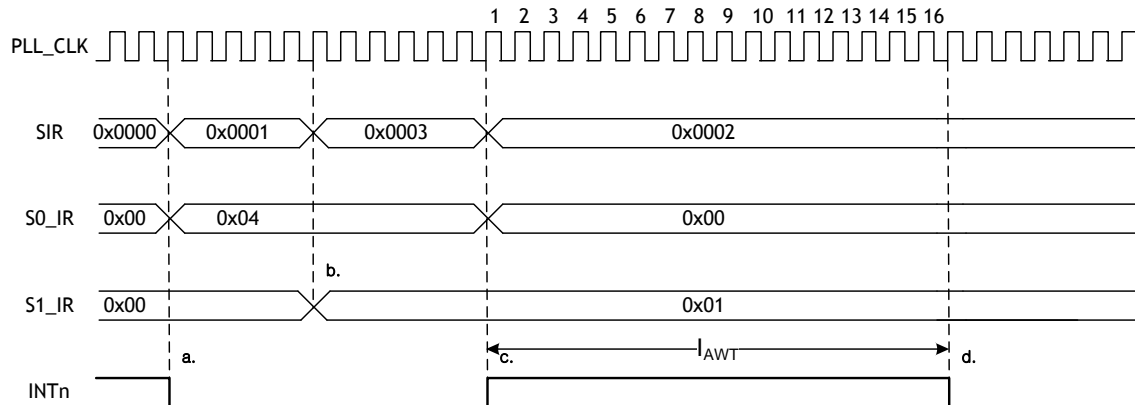 1 2 3 4 5 6 7 8 9 10 11 12 13 14 15 16
PLL_CLK
SIR 0x0000 0x0001 0x0003 0x0002
S0_IR 0x00 0x04 0x00
b.
S1_IR 0x00 0x01
a. c. IAWT d.
INTn